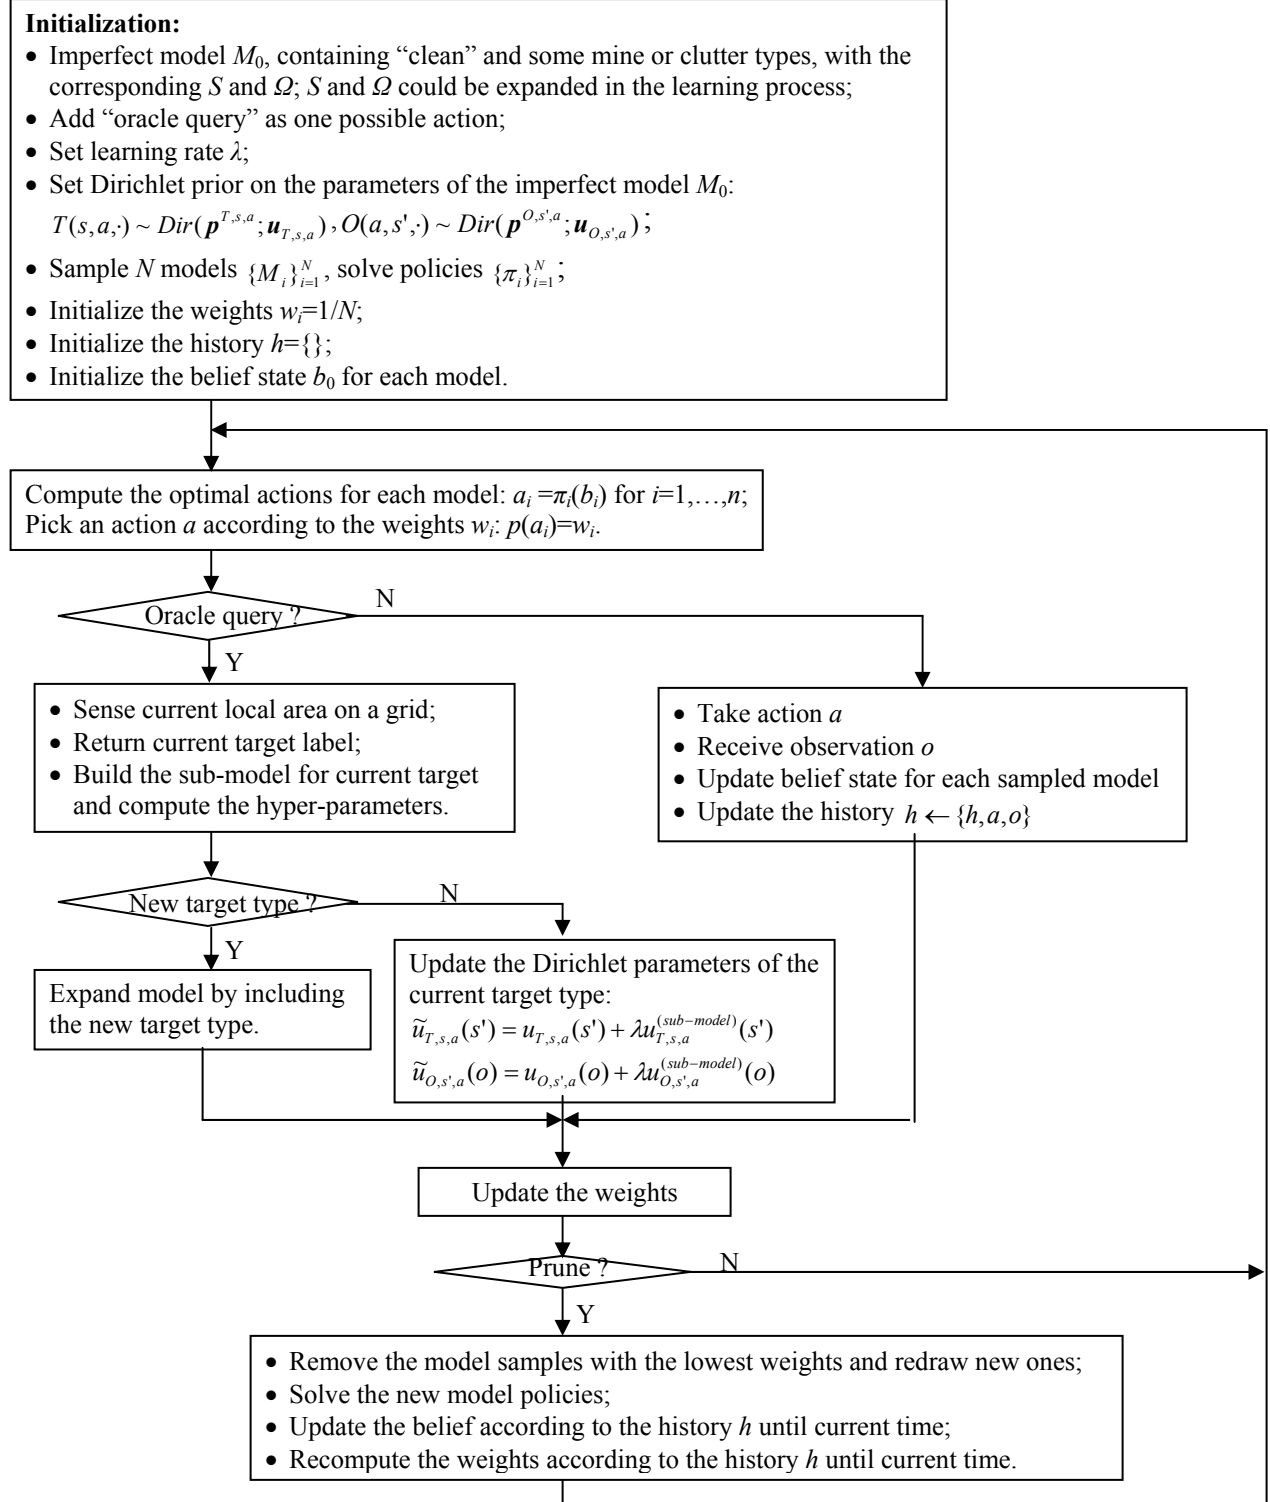 Initialization:
• Imperfect model M₀, containing “clean” and some mine or clutter types, with the
corresponding S and Ω; S and Ω could be expanded in the learning process;
• Add “oracle query” as one possible action;
• Set learning rate λ;
• Set Dirichlet prior on the parameters of the imperfect model M₀:
T(s,a,·) ~ Dir(p^{T,s,a}; u_{T,s,a}), O(a,s',·) ~ Dir(p^{O,s',a}; u_{O,s',a});
• Sample N models {M_i}_{i=1}^N, solve policies {π_i}_{i=1}^N;
• Initialize the weights w_i=1/N;
• Initialize the history h={};
• Initialize the belief state b₀ for each model.
Compute the optimal actions for each model: a_i =π_i(b_i) for i=1,…,n;
Pick an action a according to the weights w_i: p(a_i)=w_i.
Oracle query ?
N
Y
• Sense current local area on a grid;
• Return current target label;
• Build the sub-model for current target
and compute the hyper-parameters.
• Take action a
• Receive observation o
• Update belief state for each sampled model
• Update the history h ← {h,a,o}
New target type ?
N
Y
Expand model by including
the new target type.
Update the Dirichlet parameters of the
current target type:
ũ_{T,s,a}(s') = u_{T,s,a}(s') + λu_{T,s,a}^{(sub−model)}(s')
ũ_{O,s',a}(o) = u_{O,s',a}(o) + λu_{O,s',a}^{(sub−model)}(o)
Update the weights
Prune ?
N
Y
• Remove the model samples with the lowest weights and redraw new ones;
• Solve the new model policies;
• Update the belief according to the history h until current time;
• Recompute the weights according to the history h until current time.